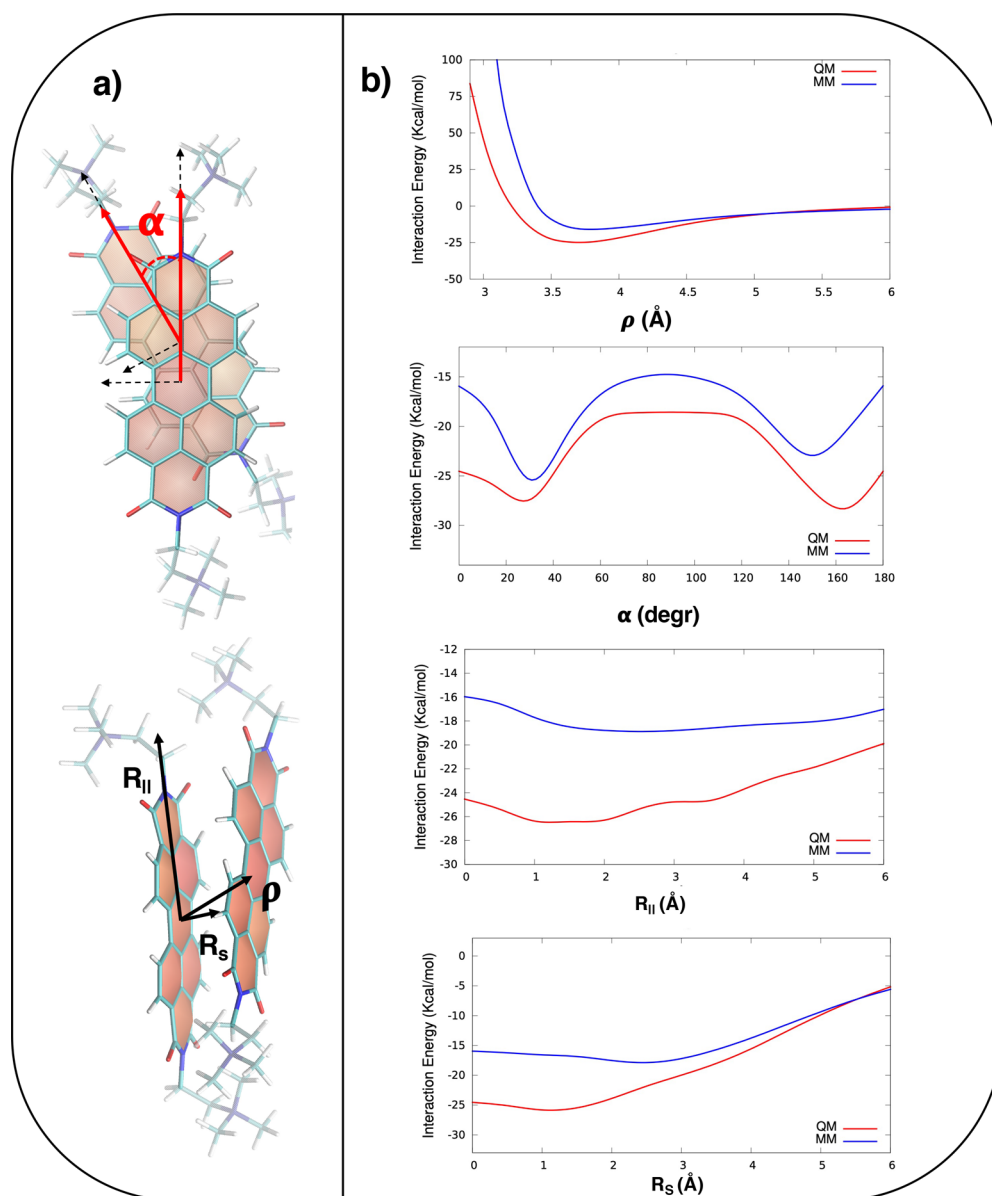 a)
α
R||
ρ
Rs
b)
QM
MM
Interaction Energy (Kcal/mol)
100
75
50
25
0
-25
-50
3
3.5
4
4.5
5
5.5
6
ρ (Å)
QM
MM
Interaction Energy (Kcal/mol)
-15
-20
-25
-30
0
20
40
60
80
100
120
140
160
180
α (degr)
QM
MM
Interaction Energy (Kcal/mol)
-12
-14
-16
-18
-20
-22
-24
-26
-28
-30
0
1
2
3
4
5
6
R|| (Å)
QM
MM
Interaction Energy (Kcal/mol)
0
-5
-10
-15
-20
-25
-30
0
1
2
3
4
5
6
RS (Å)